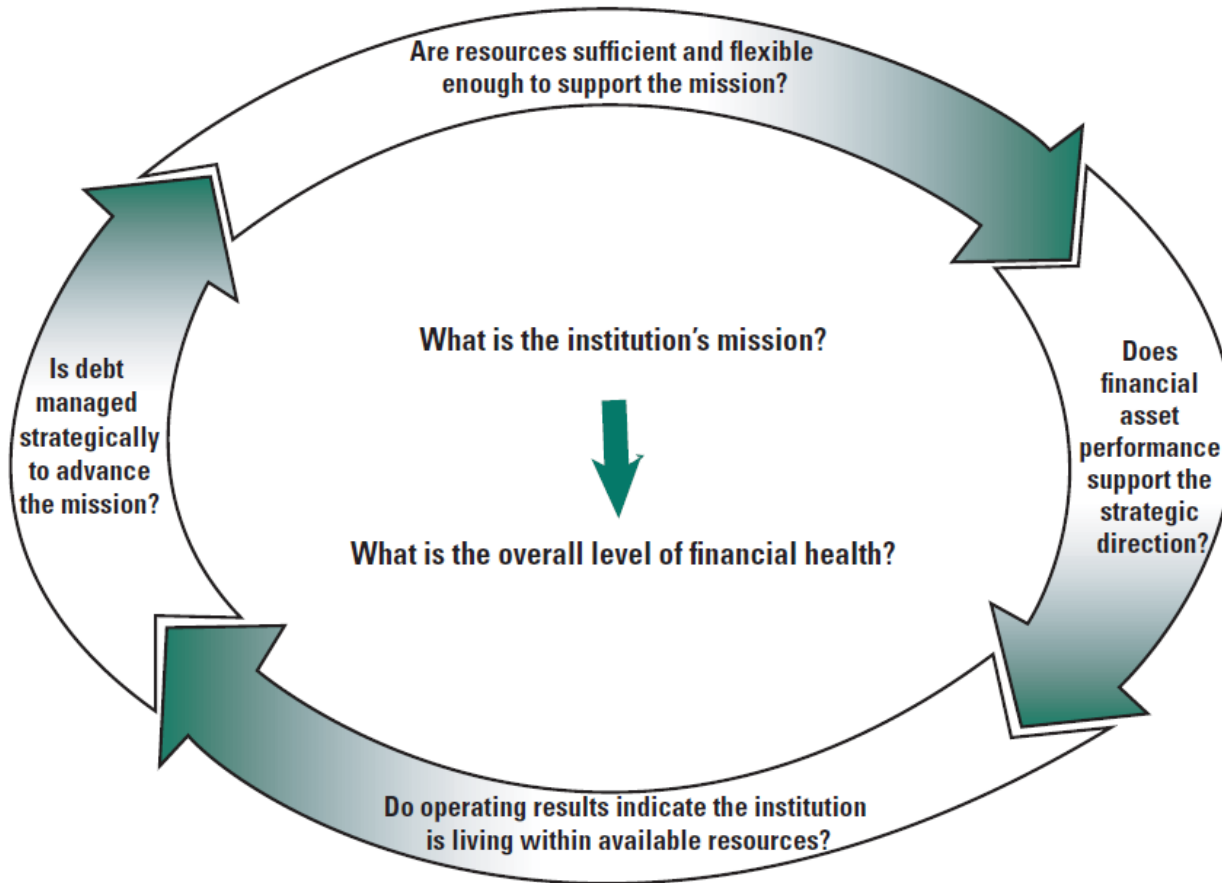 Are resources sufficient and flexible
enough to support the mission?
What is the institution's mission?
Does
financial
asset
performance
support the
strategic
direction?
Is debt
managed
strategically
to advance
the mission?
What is the overall level of financial health?
Do operating results indicate the institution
is living within available resources?